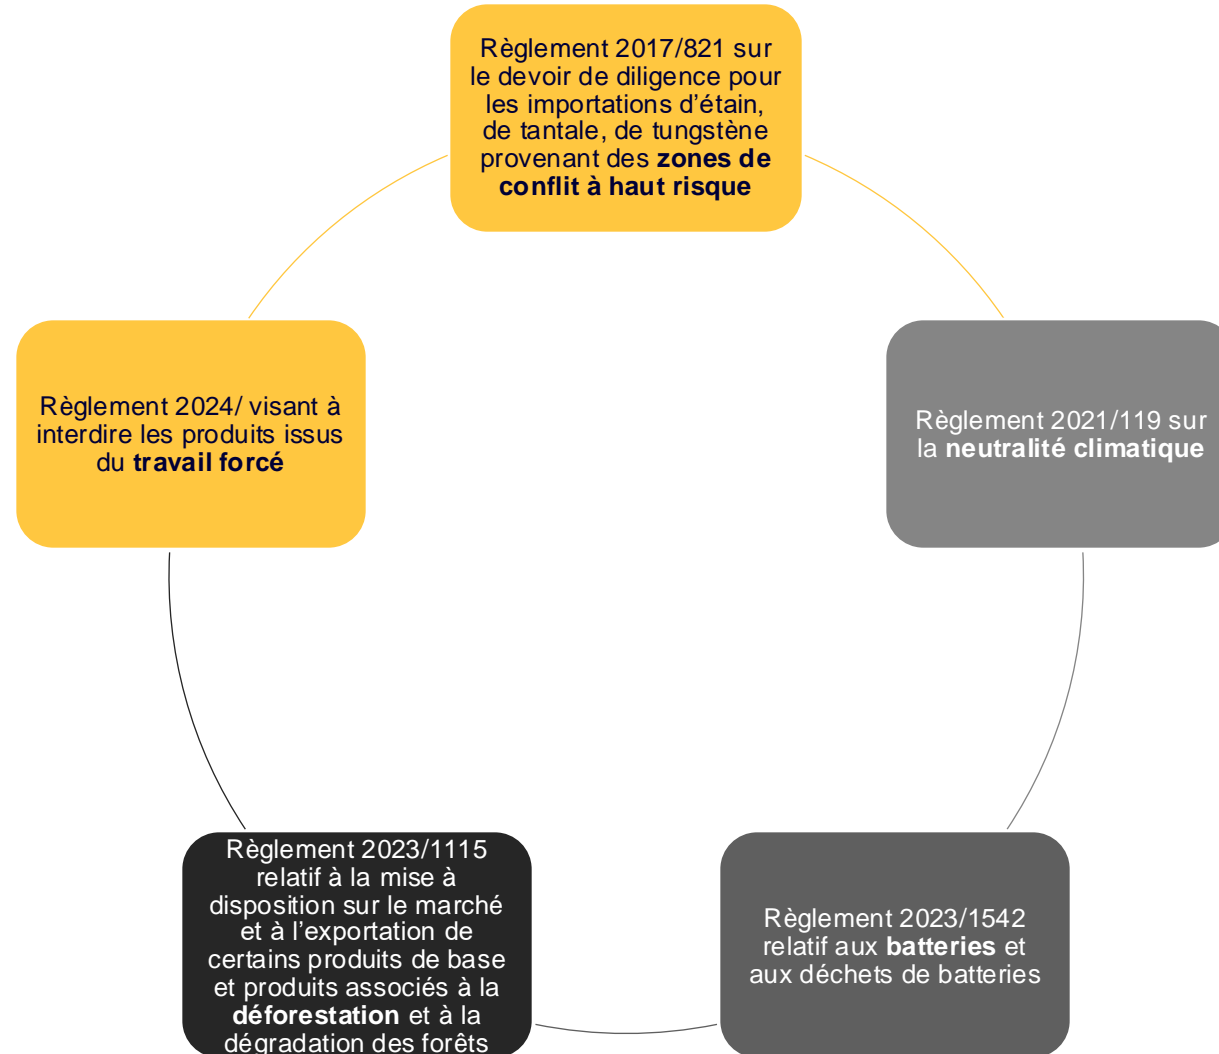 Règlement 2017/821 sur
le devoir de diligence pour
les importations d’étain,
de tantale, de tungstène
provenant des zones de
conflit à haut risque
Règlement 2021/119 sur
la neutralité climatique
Règlement 2023/1542
relatif aux batteries et
aux déchets de batteries
Règlement 2023/1115
relatif à la mise à
disposition sur le marché
et à l’exportation de
certains produits de base
et produits associés à la
déforestation et à la
dégradation des forêts
Règlement 2024/ visant à
interdire les produits issus
du travail forcé